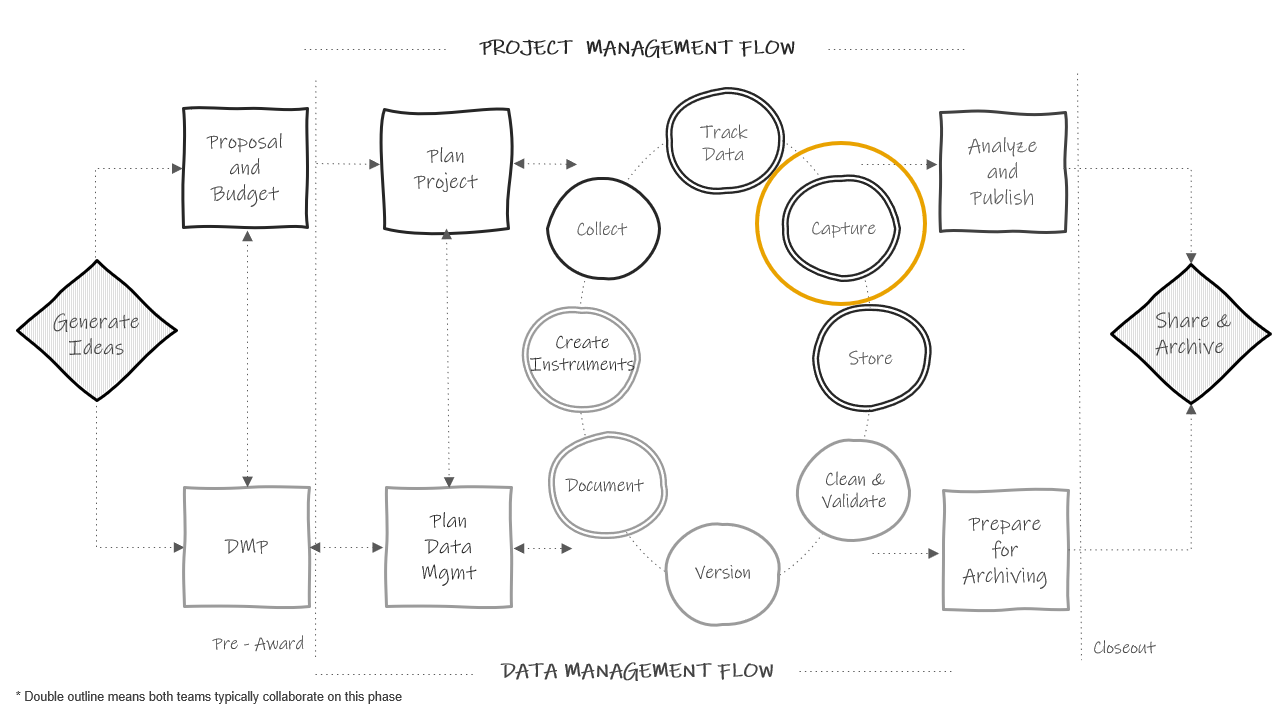 PROJECT MANAGEMENT FLOW
Proposal
and
Budget
Plan
Project
Track
Data
Analyze
and
Publish
Collect
Capture
Generate
Ideas
Create
Instruments
Store
Share &
Archive
Document
Clean &
Validate
DMP
Plan
Data
Mgmt
Version
Prepare
for
Archiving
Pre - Award
Closeout
DATA MANAGEMENT FLOW
* Double outline means both teams typically collaborate on this phase